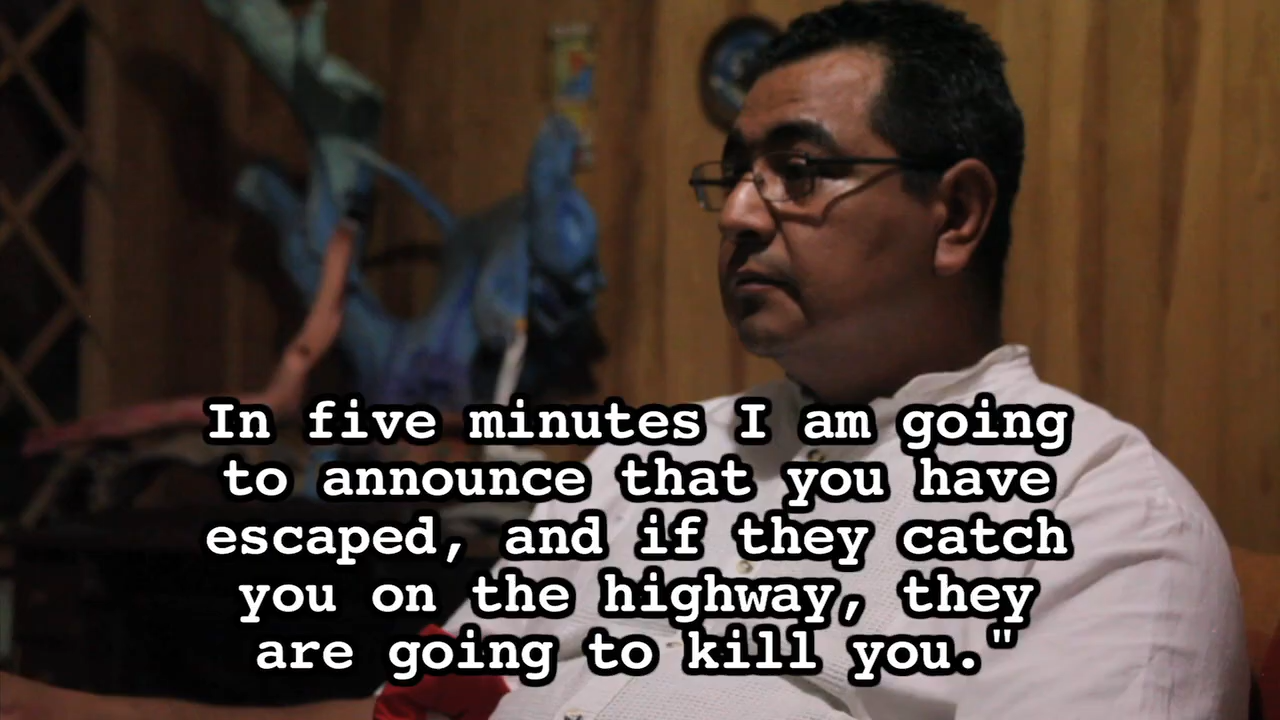 In five minutes I am going
to announce that you have
escaped, and if they catch
you on the highway, they
are going to kill you."